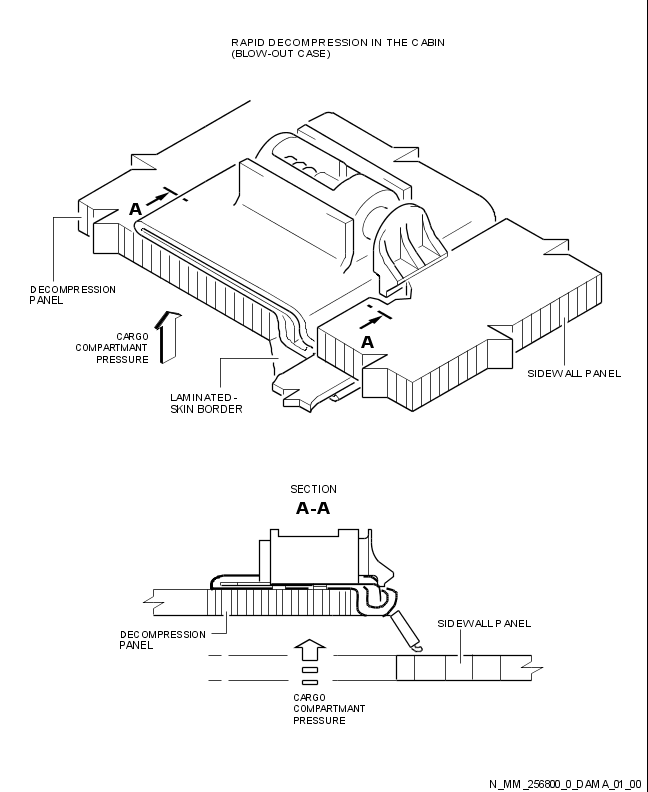 RAPID DECOMPRESSION IN THE CABIN
(BLOW-OUT CASE)
A
DECOMPRESSION
PANEL
CARGO
COMPARTMANT
PRESSURE
A
SIDEWALL PANEL
LAMINATED-
SKIN BORDER
SECTION
A-A
DECOMPRESSION
PANEL
SIDEWALL PANEL
CARGO
COMPARTMANT
PRESSURE
N_MM_256800_0_DAMA_01_00